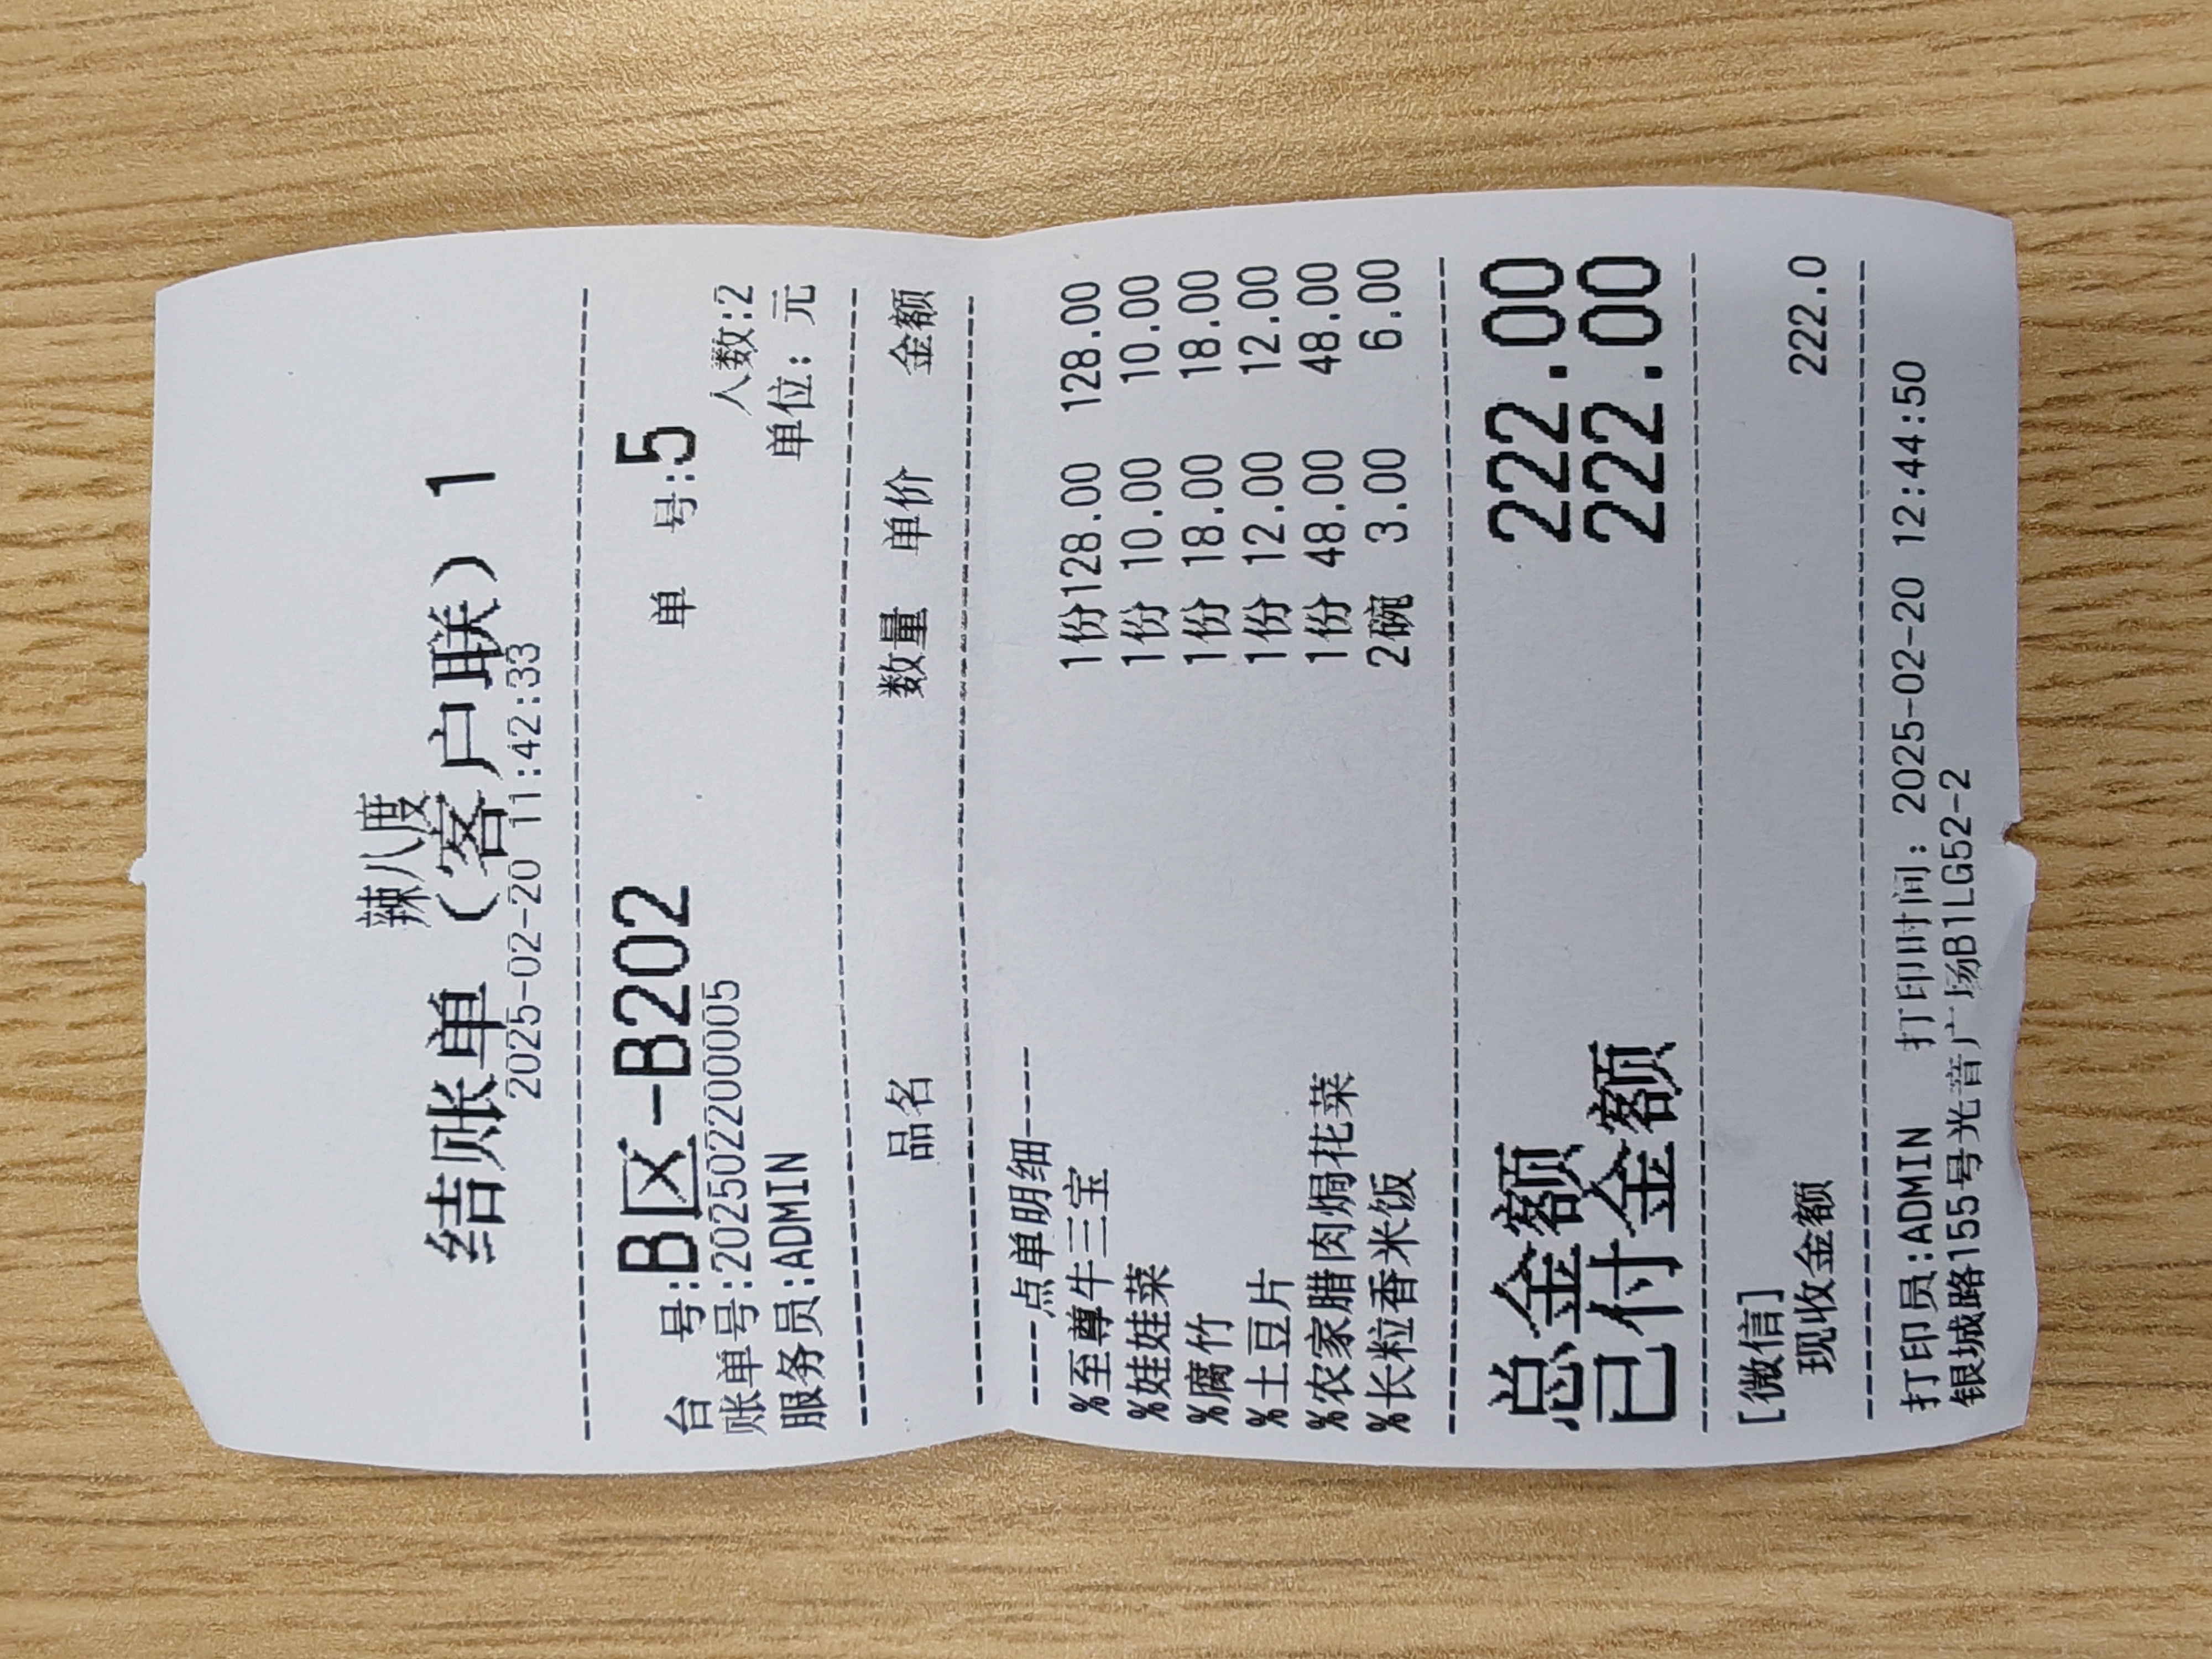 辣八度
结账单（客户联）1
2025-02-20 11:42:33
台 号:B区-B202 单 号:5
账单号:2025022000005 人数:2
服务员:ADMIN 单位：元
品名 数量 单价 金额
----点单明细----
%至尊牛三宝 1份128.00 128.00
%娃娃菜 1份 10.00 10.00
%腐竹 1份 18.00 18.00
%土豆片 1份 12.00 12.00
%农家腊肉焗花菜 1份 48.00 48.00
%长粒香米饭 2碗 3.00 6.00
总金额 222.00
已付金额 222.00
[微信]
现收金额 222.0
打印员:ADMIN 打印时间：2025-02-20 12:44:50
银城路155号光音广场B1LG52-2